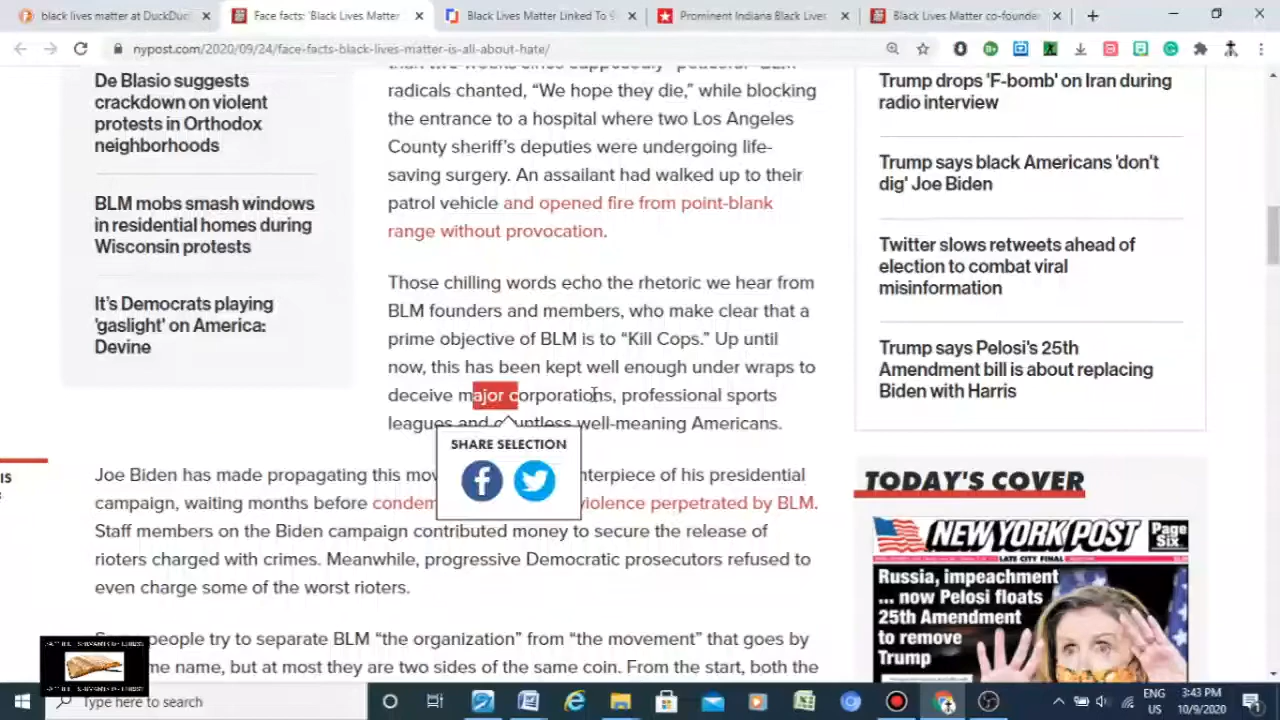 black lives matter at DuckDuc
Face facts: 'Black Lives Matter
Black Lives Matter Linked To
Prominent Indiana Black Lives
Black Lives Matter co-founde
nypost.com/2020/09/24/face-facts-black-lives-matter-is-all-about-hate/
De Blasio suggests
crackdown on violent
protests in Orthodox
neighborhoods
BLM mobs smash windows
in residential homes during
Wisconsin protests
It's Democrats playing
'gaslight' on America:
Devine
IS
than two weeks since supposedly "peaceful" BLM
radicals chanted, "We hope they die," while blocking
the entrance to a hospital where two Los Angeles
County sheriff's deputies were undergoing life-
saving surgery. An assailant had walked up to their
patrol vehicle and opened fire from point-blank
range without provocation.
Those chilling words echo the rhetoric we hear from
BLM founders and members, who make clear that a
prime objective of BLM is to "Kill Cops." Up until
now, this has been kept well enough under wraps to
deceive major corporations, professional sports
leagues and countless well-meaning Americans.
SHARE SELECTION
Joe Biden has made propagating this mov nterpiece of his presidential
campaign, waiting months before condem violence perpetrated by BLM.
Staff members on the Biden campaign contributed money to secure the release of
rioters charged with crimes. Meanwhile, progressive Democratic prosecutors refused to
even charge some of the worst rioters.
people try to separate BLM "the organization" from "the movement" that goes by
me name, but at most they are two sides of the same coin. From the start, both the
Trump drops 'F-bomb' on Iran during
radio interview
Trump says black Americans 'don't
dig' Joe Biden
Twitter slows retweets ahead of
election to combat viral
misinformation
Trump says Pelosi's 25th
Amendment bill is about replacing
Biden with Harris
TODAY'S COVER
NEW YORK POST
Page
Six
LATE CITY FINAL
Russia, impeachment
... now Pelosi floats
25th Amendment
to remove
Trump
Type here to search
ENG
US
3:43 PM
10/9/2020